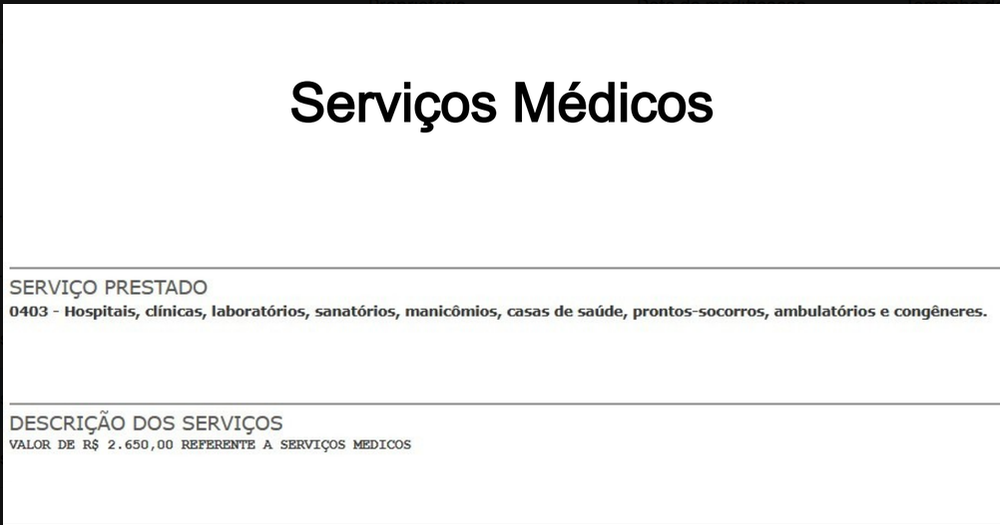 Serviços Médicos
SERVIÇO PRESTADO
0403 - Hospitais, clínicas, laboratórios, sanatórios, manicômios, casas de saúde, prontos-socorros, ambulatórios e congêneres.
DESCRIÇÃO DOS SERVIÇOS
VALOR DE R$ 2.650,00 REFERENTE A SERVIÇOS MEDICOS